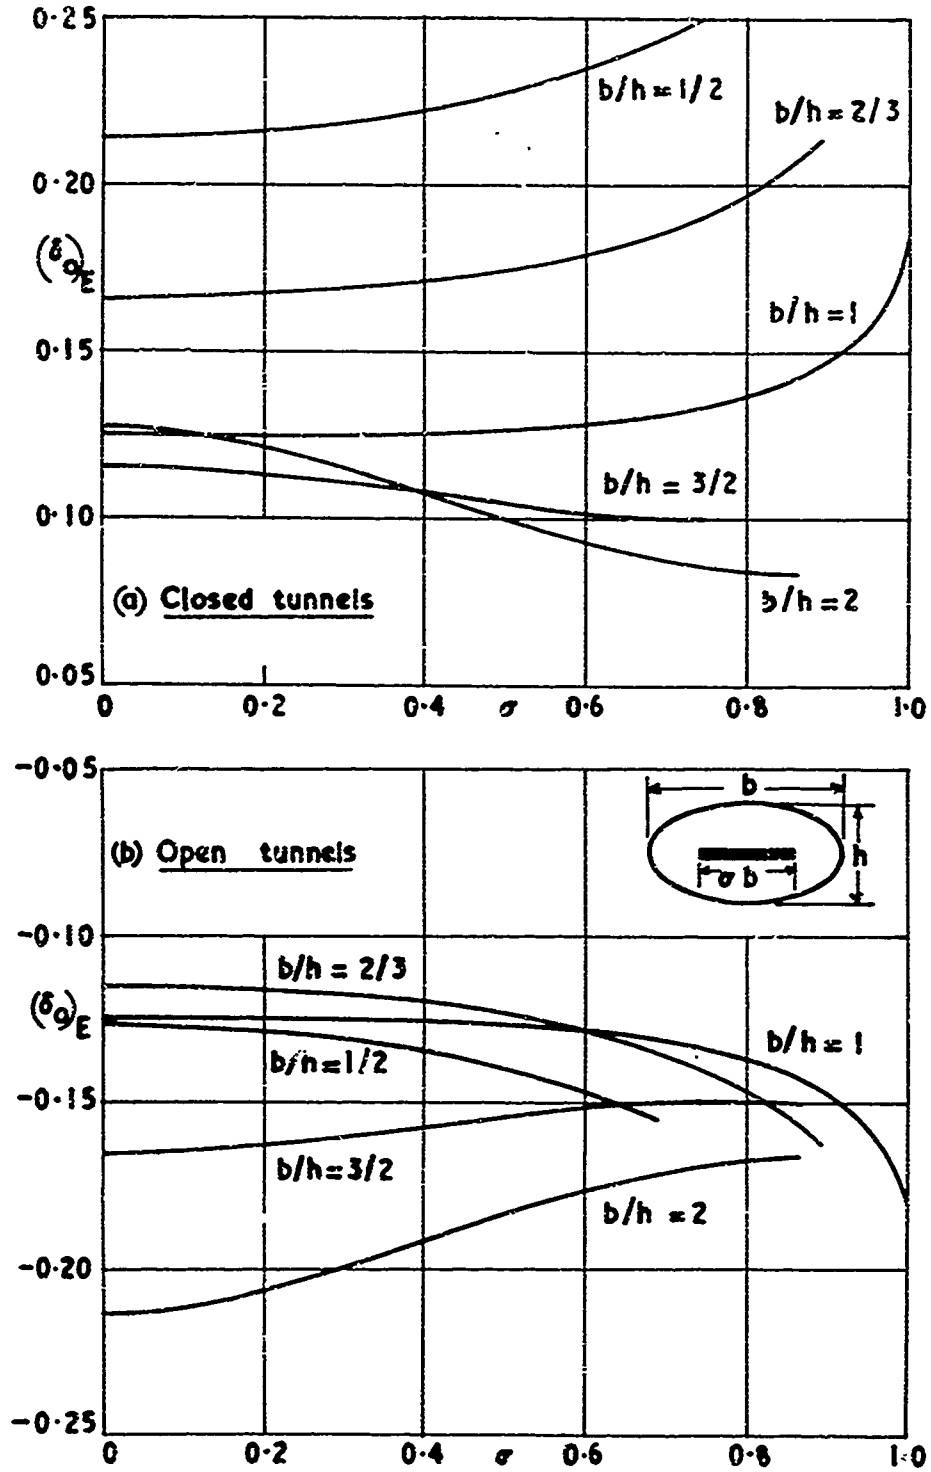 0.25
b/h = 1/2
b/h = 2/3
0.20
(δ₀)E
b/h = 1
0.15
b/h = 3/2
0.10
(a) Closed tunnels
b/h = 2
0.05
0 0.2 0.4 σ 0.6 0.8 1.0
-0.05
b
(b) Open tunnels
h
σ b
-0.10
b/h = 2/3
(δ₀)E
b/h = 1
b/h = 1/2
-0.15
b/h = 3/2
b/h = 2
-0.20
-0.25
0 0.2 0.4 σ 0.6 0.8 1.0